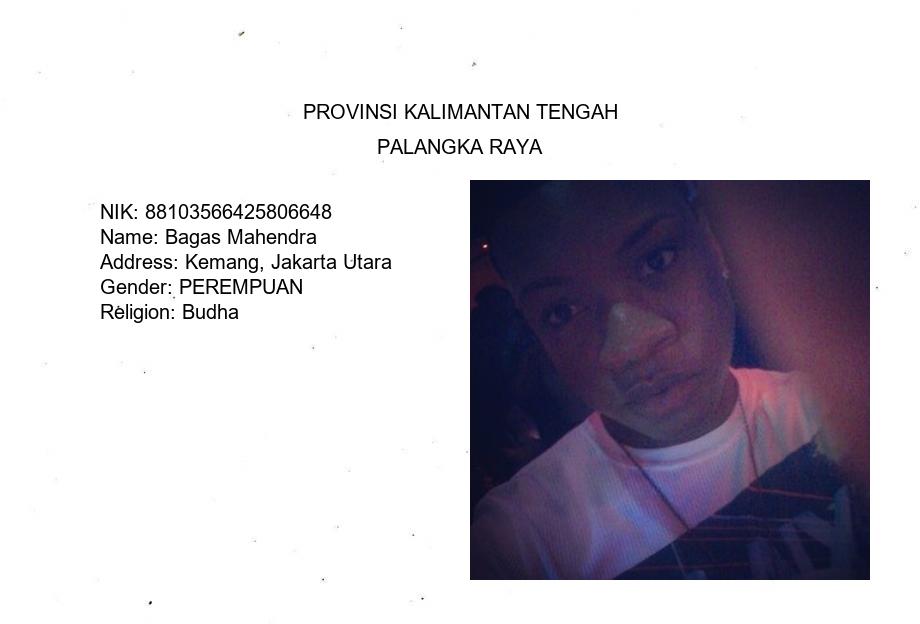 PROVINSI KALIMANTAN TENGAH
PALANGKA RAYA
NIK: 88103566425806648
Name: Bagas Mahendra
Address: Kemang, Jakarta Utara
Gender: PEREMPUAN
Religion: Budha